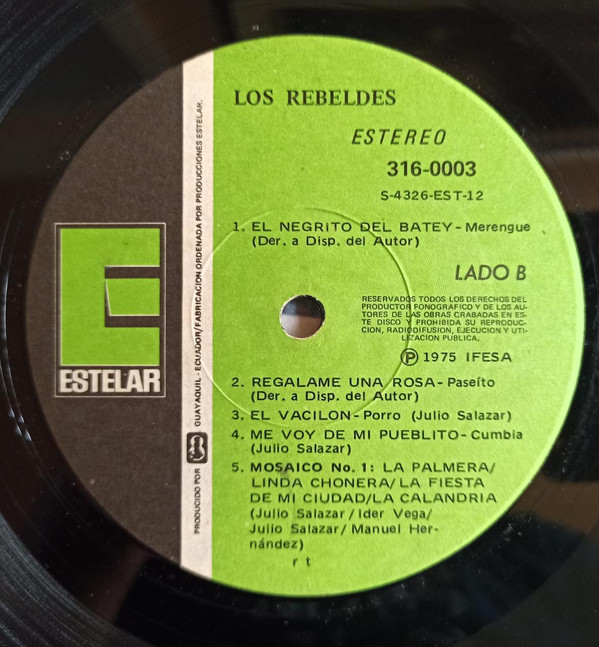 LOS REBELDES
ESTEREO
316-0003
S-4326-EST-12
1. EL NEGRITO DEL BATEY - Merengue
(Der. a Disp. del Autor)
LADO B
RESERVADOS TODOS LOS DERECHOS DEL
PRODUCTOR FONOGRAFICO Y DE LOS AU-
TORES DE LAS OBRAS GRABADAS EN ES-
TE DISCO Y PROHIBIDA SU REPRODUC-
CION, RADIODIFUSION, EJECUCION Y UTI-
LIZACION PUBLICA.
Ⓟ 1975 IFESA
2. REGALAME UNA ROSA - Paseíto
(Der. a Disp. del Autor)
3. EL VACILON - Porro (Julio Salazar)
4. ME VOY DE MI PUEBLITO - Cumbia
(Julio Salazar)
5. MOSAICO No. 1: LA PALMERA/
LINDA CHONERA/LA FIESTA
DE MI CIUDAD/LA CALANDRIA
(Julio Salazar/Ider Vega/
Julio Salazar/Manuel Her-
nández)
r t
ESTELAR
PRODUCIDO POR GUAYAQUIL - ECUADOR/FABRICACION ORDENADA POR PRODUCCIONES ESTELAR.